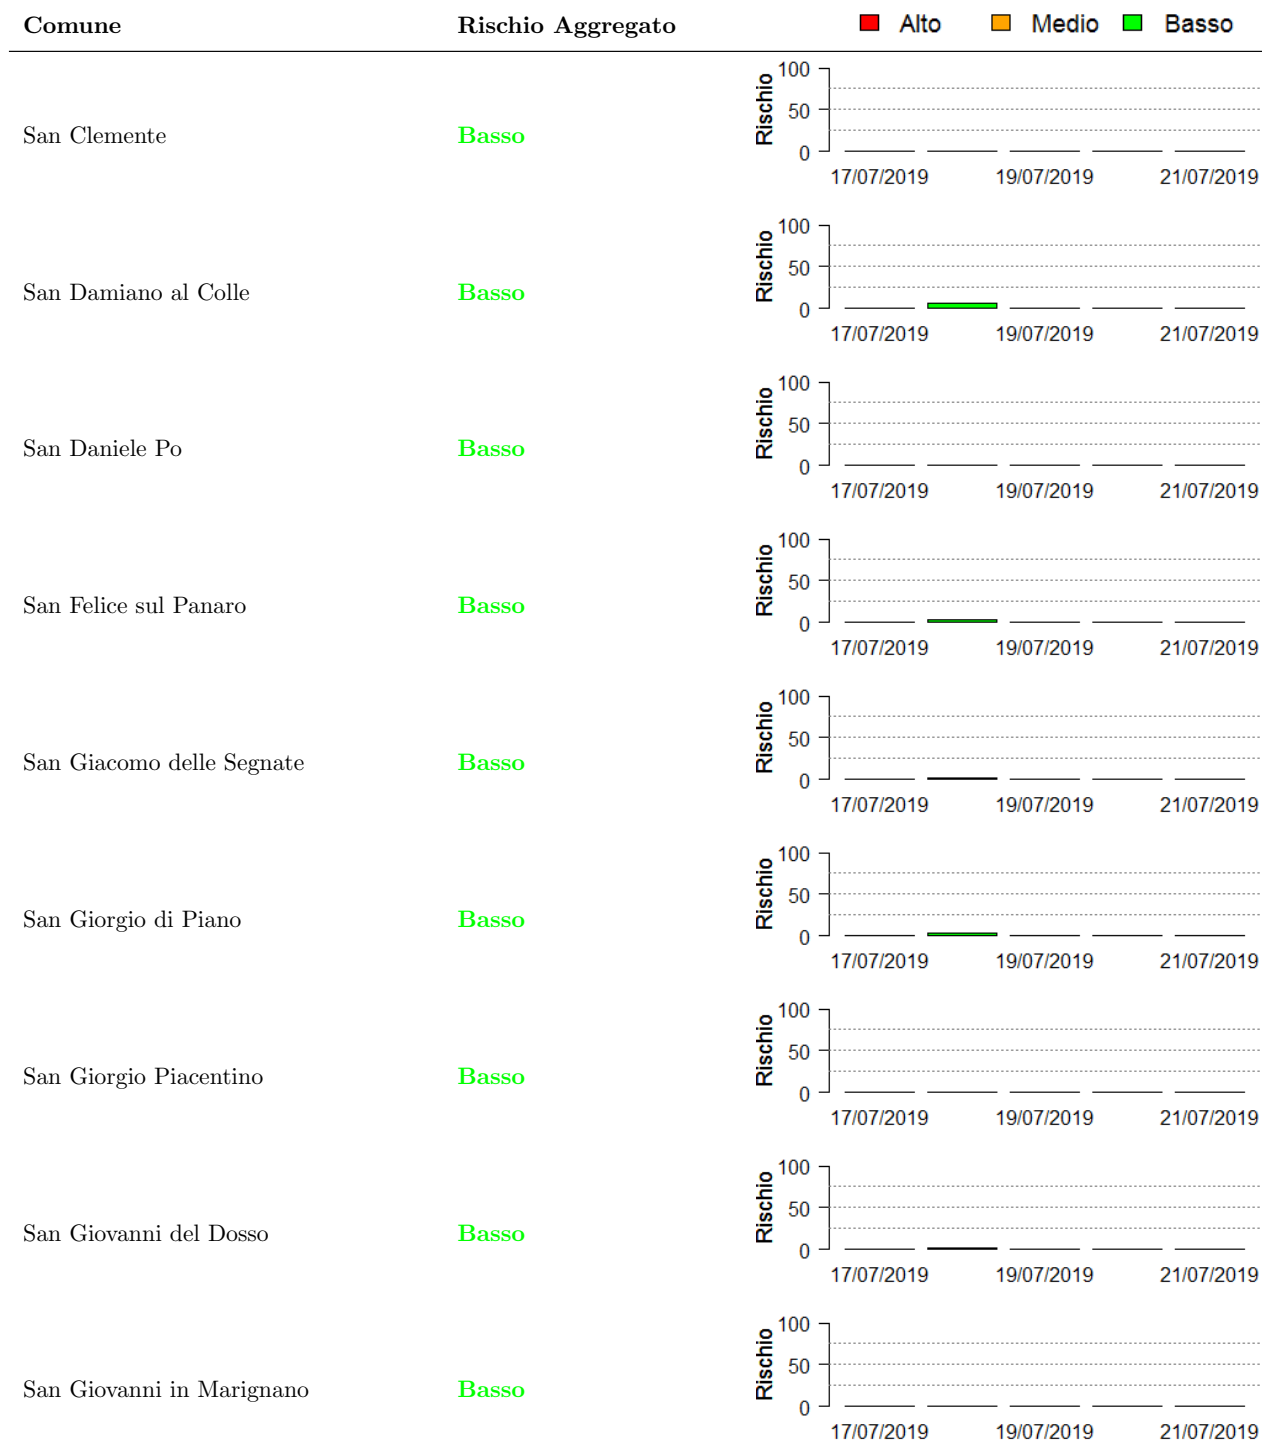 Comune Rischio Aggregato Alto Medio Basso
San Clemente Basso
Rischio
100
50
0
17/07/2019 19/07/2019 21/07/2019
San Damiano al Colle Basso
Rischio
100
50
0
17/07/2019 19/07/2019 21/07/2019
San Daniele Po Basso
Rischio
100
50
0
17/07/2019 19/07/2019 21/07/2019
San Felice sul Panaro Basso
Rischio
100
50
0
17/07/2019 19/07/2019 21/07/2019
San Giacomo delle Segnate Basso
Rischio
100
50
0
17/07/2019 19/07/2019 21/07/2019
San Giorgio di Piano Basso
Rischio
100
50
0
17/07/2019 19/07/2019 21/07/2019
San Giorgio Piacentino Basso
Rischio
100
50
0
17/07/2019 19/07/2019 21/07/2019
San Giovanni del Dosso Basso
Rischio
100
50
0
17/07/2019 19/07/2019 21/07/2019
San Giovanni in Marignano Basso
Rischio
100
50
0
17/07/2019 19/07/2019 21/07/2019